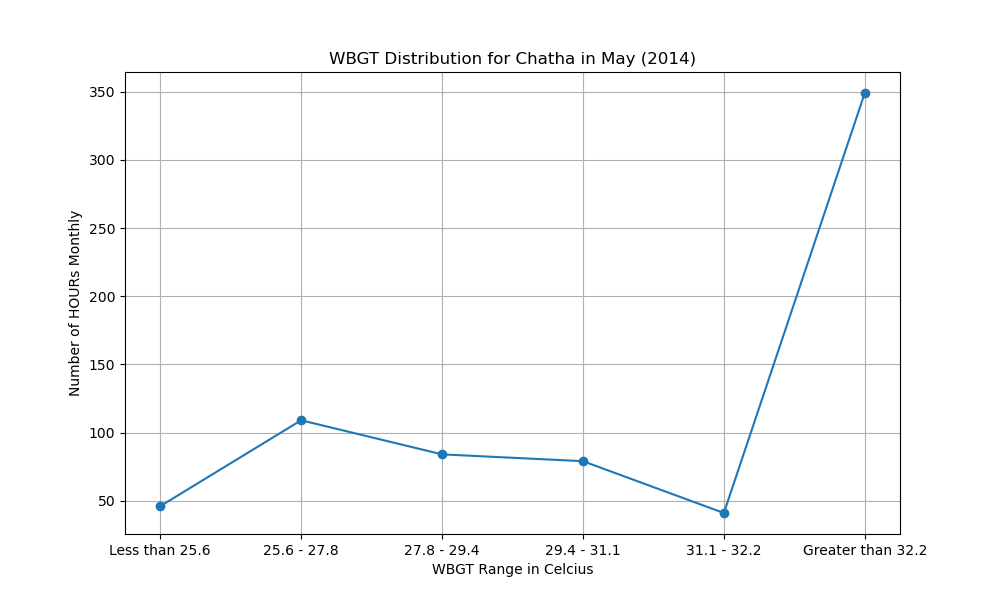 WBGT Distribution for Chatha in May (2014)
Number of HOURs Monthly
350
300
250
200
150
100
50
Less than 25.6
25.6 - 27.8
27.8 - 29.4
29.4 - 31.1
31.1 - 32.2
Greater than 32.2
WBGT Range in Celcius